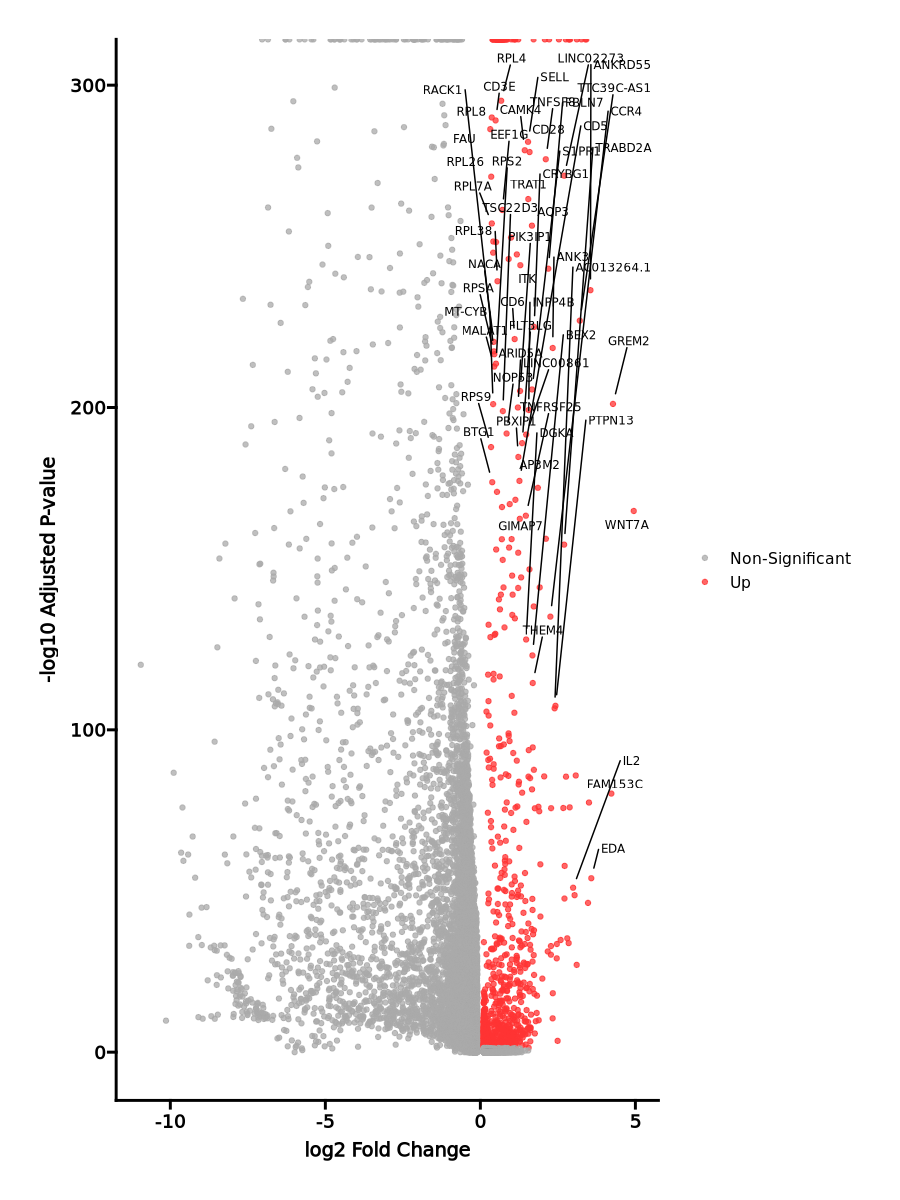 RPL4
LINC02273
ANKRD55
SELL
RACK1
CD3E
TTC39C-AS1
TNFSF8
FBLN7
RPL8
CAMK4
CCR4
CD5
CD28
FAU
EEF1G
S1PR1
TRABD2A
RPL26
RPS2
CRYBG1
RPL7A
TRAT1
TSC22D3
AQP3
RPL38
PIK3IP1
ANK3
NACA
AC013264.1
ITK
RPSA
CD6
INPP4B
MT-CYB
FLT3LG
MALAT1
BEX2
GREM2
ARID5A
LINC00861
NOP53
RPS9
TNFRSF25
PBXIP1
PTPN13
BTG1
DGKA
AP3M2
GIMAP7
WNT7A
THEM4
IL2
FAM153C
EDA
300
200
100
0
-10
-5
0
5
log2 Fold Change
-log10 Adjusted P-value
Non-Significant
Up